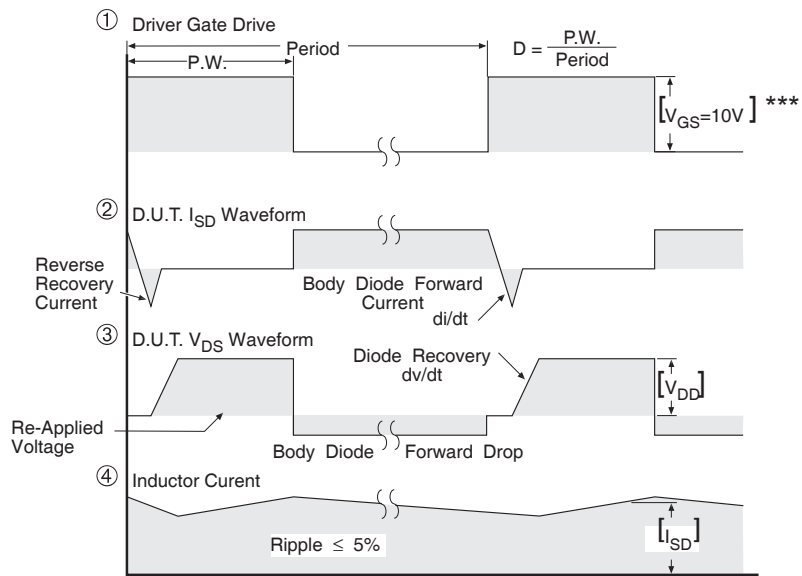 ① Driver Gate Drive
Period
P.W.
D = P.W. / Period
[VGS=10V] ***
② D.U.T. ISD Waveform
Reverse
Recovery
Current
Body Diode Forward
Current
di/dt
③ D.U.T. VDS Waveform
Diode Recovery
dv/dt
[VDD]
Re-Applied
Voltage
Body Diode Forward Drop
④ Inductor Curent
Ripple ≤ 5%
[ISD]